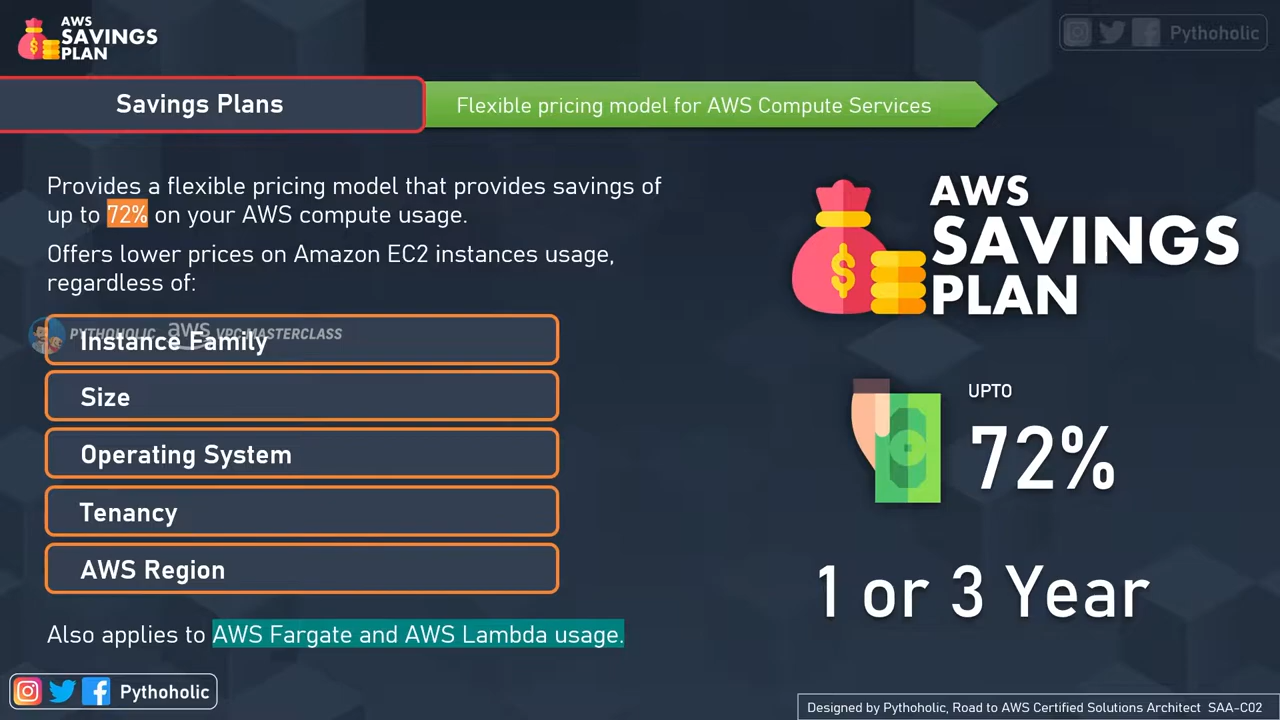 AWS
SAVINGS
PLAN
Pythoholic
Savings Plans
Flexible pricing model for AWS Compute Services
Provides a flexible pricing model that provides savings of
up to 72% on your AWS compute usage.
Offers lower prices on Amazon EC2 instances usage,
regardless of:
PYTHOHOLIC aws VPC MASTERCLASS
Instance Family
Size
Operating System
Tenancy
AWS Region
Also applies to AWS Fargate and AWS Lambda usage.
AWS
SAVINGS
PLAN
$
UPTO
72%
1 or 3 Year
Pythoholic
Designed by Pythoholic, Road to AWS Certified Solutions Architect SAA-C02